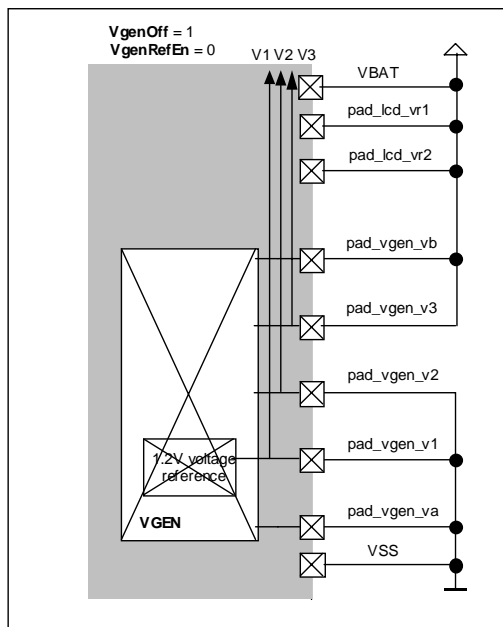 VgenOff = 1
VgenRefEn = 0
V1 V2 V3
VBAT
pad_lcd_vr1
pad_lcd_vr2
pad_vgen_vb
pad_vgen_v3
pad_vgen_v2
pad_vgen_v1
1.2V voltage
reference
pad_vgen_va
VGEN
VSS